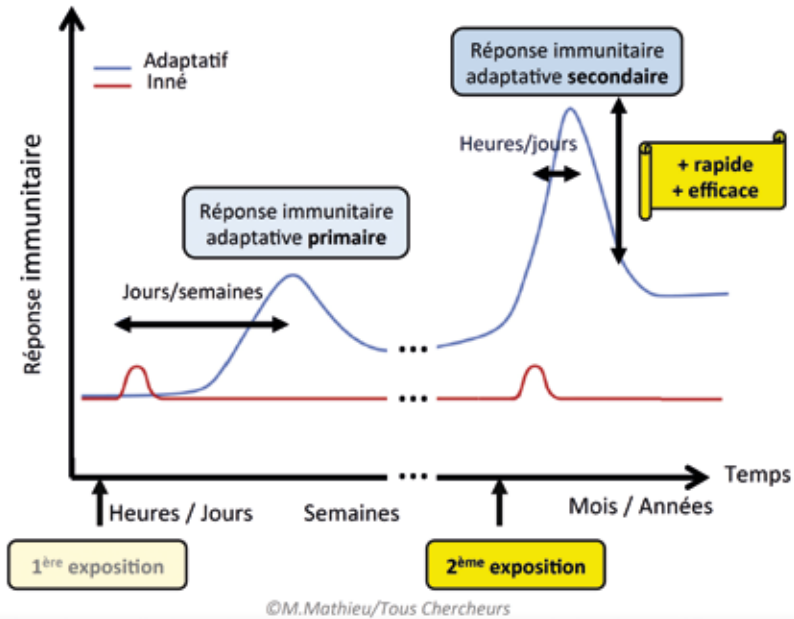 Adaptatif
Inné
Réponse immunitaire
adaptative secondaire
Heures/jours
+ rapide
+ efficace
Réponse immunitaire
adaptative primaire
Jours/semaines
Réponse immunitaire
...
...
...
Temps
Heures / Jours
Semaines
Mois / Années
1ère exposition
2ème exposition
©M.Mathieu/Tous Chercheurs